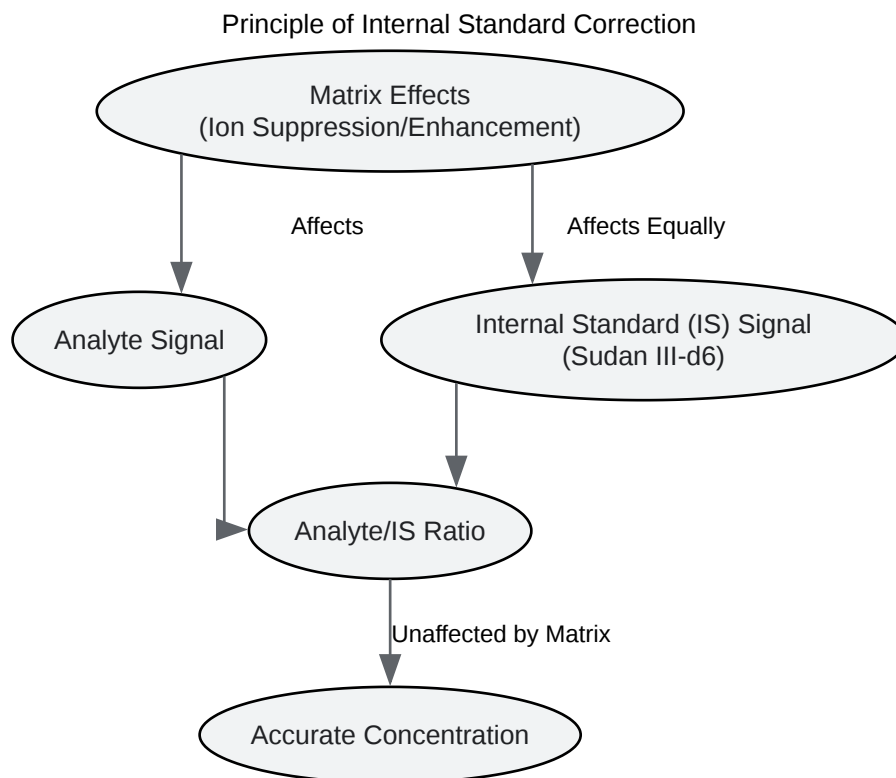 Principle of Internal Standard Correction
Matrix Effects
(Ion Suppression/Enhancement)
Affects
Affects Equally
Analyte Signal
Internal Standard (IS) Signal
(Sudan III-d6)
Analyte/IS Ratio
Unaffected by Matrix
Accurate Concentration